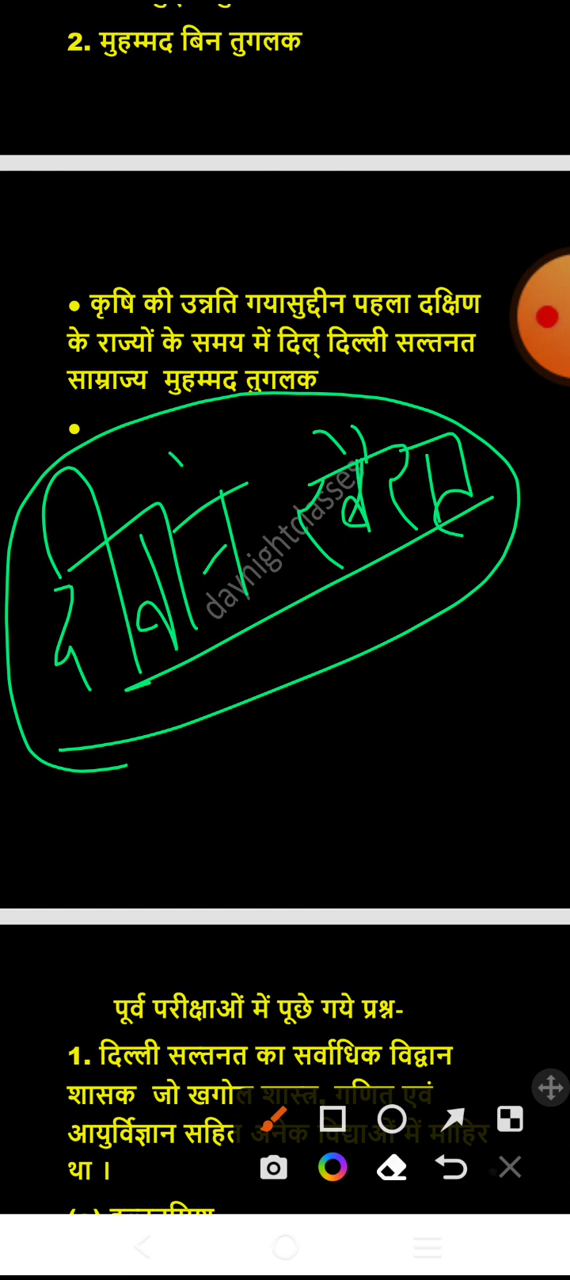 2. मुहम्मद बिन तुगलक
• कृषि की उन्नति गयासुद्दीन पहला दक्षिण
के राज्यों के समय में दिल् दिल्ली सल्तनत
साम्राज्य मुहम्मद तुगलक
•
daynightclasses
पूर्व परीक्षाओं में पूछे गये प्रश्न-
1. दिल्ली सल्तनत का सर्वाधिक विद्वान
शासक जो खगोल शास्त्र, गणित एवं
आयुर्विज्ञान सहित अनेक विद्याओं में माहिर
था ।